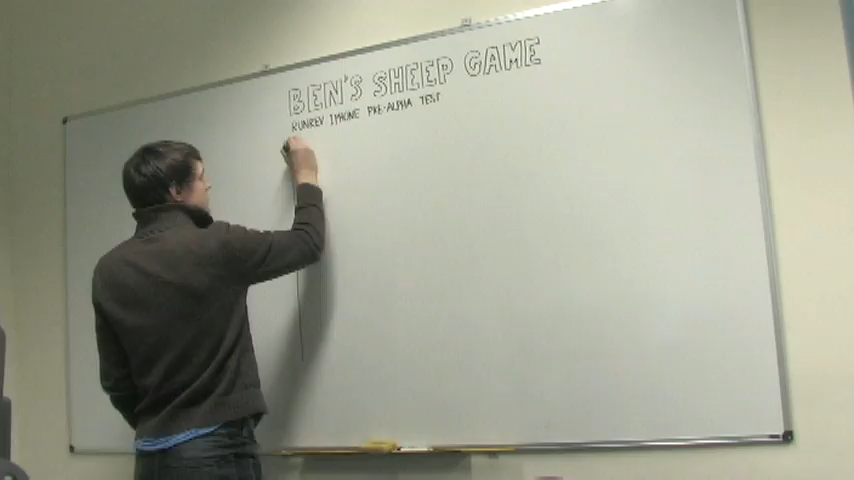 BEN'S SHEEP GAME
RUNREV IPHONE PRE-ALPHA TEST